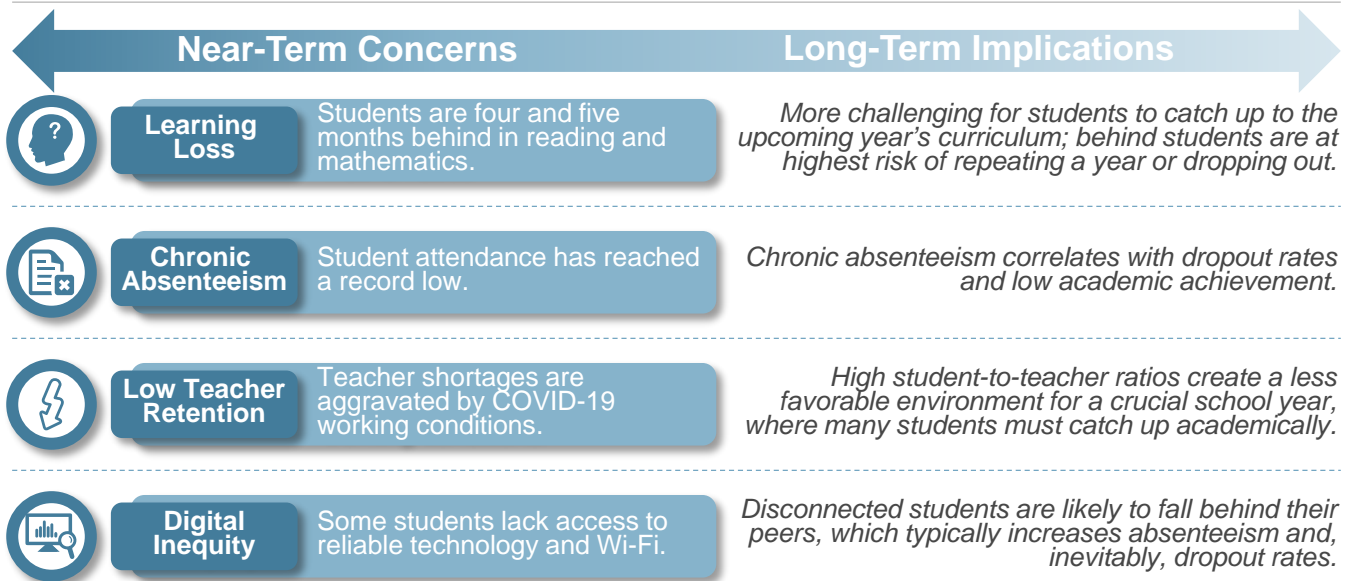 Near-Term Concerns
Long-Term Implications
?
Learning
Loss
Students are four and five
months behind in reading and
mathematics.
More challenging for students to catch up to the
upcoming year's curriculum; behind students are at
highest risk of repeating a year or dropping out.
Chronic
Absenteeism
Student attendance has reached
a record low.
Chronic absenteeism correlates with dropout rates
and low academic achievement.
Low Teacher
Retention
Teacher shortages are
aggravated by COVID-19
working conditions.
High student-to-teacher ratios create a less
favorable environment for a crucial school year,
where many students must catch up academically.
Digital
Inequity
Some students lack access to
reliable technology and Wi-Fi.
Disconnected students are likely to fall behind their
peers, which typically increases absenteeism and,
inevitably, dropout rates.